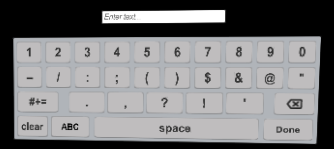 Enter text...
1 2 3 4 5 6 7 8 9 0
- / : ; ( ) $ & @ "
#+= . , ? ! '
clear ABC space Done